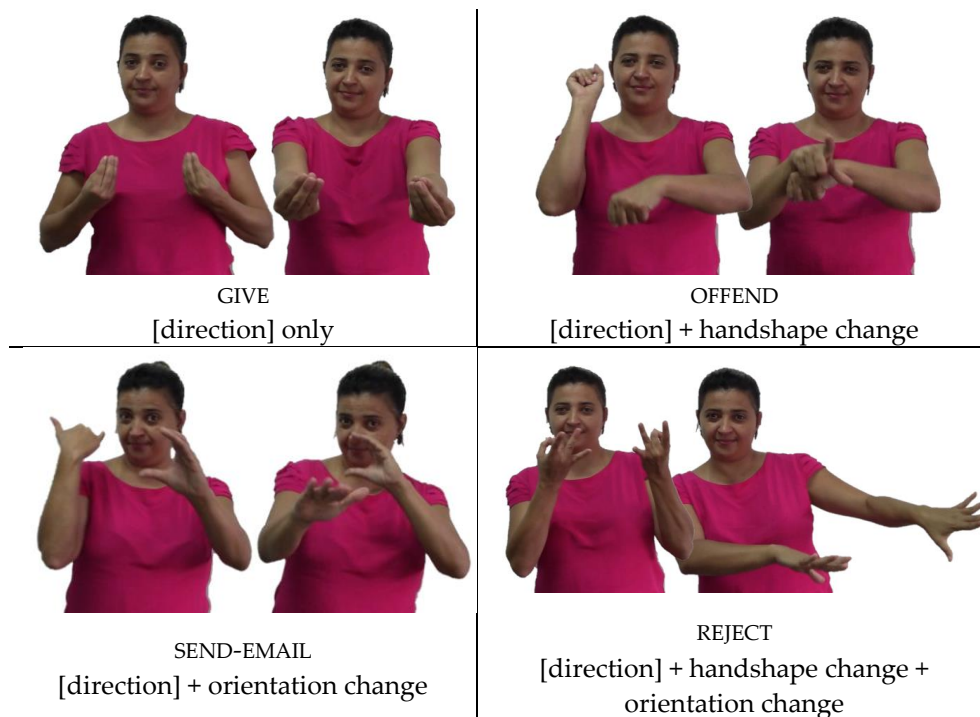 GIVE
[direction] only
OFFEND
[direction] + handshape change
SEND-EMAIL
[direction] + orientation change
REJECT
[direction] + handshape change +
orientation change